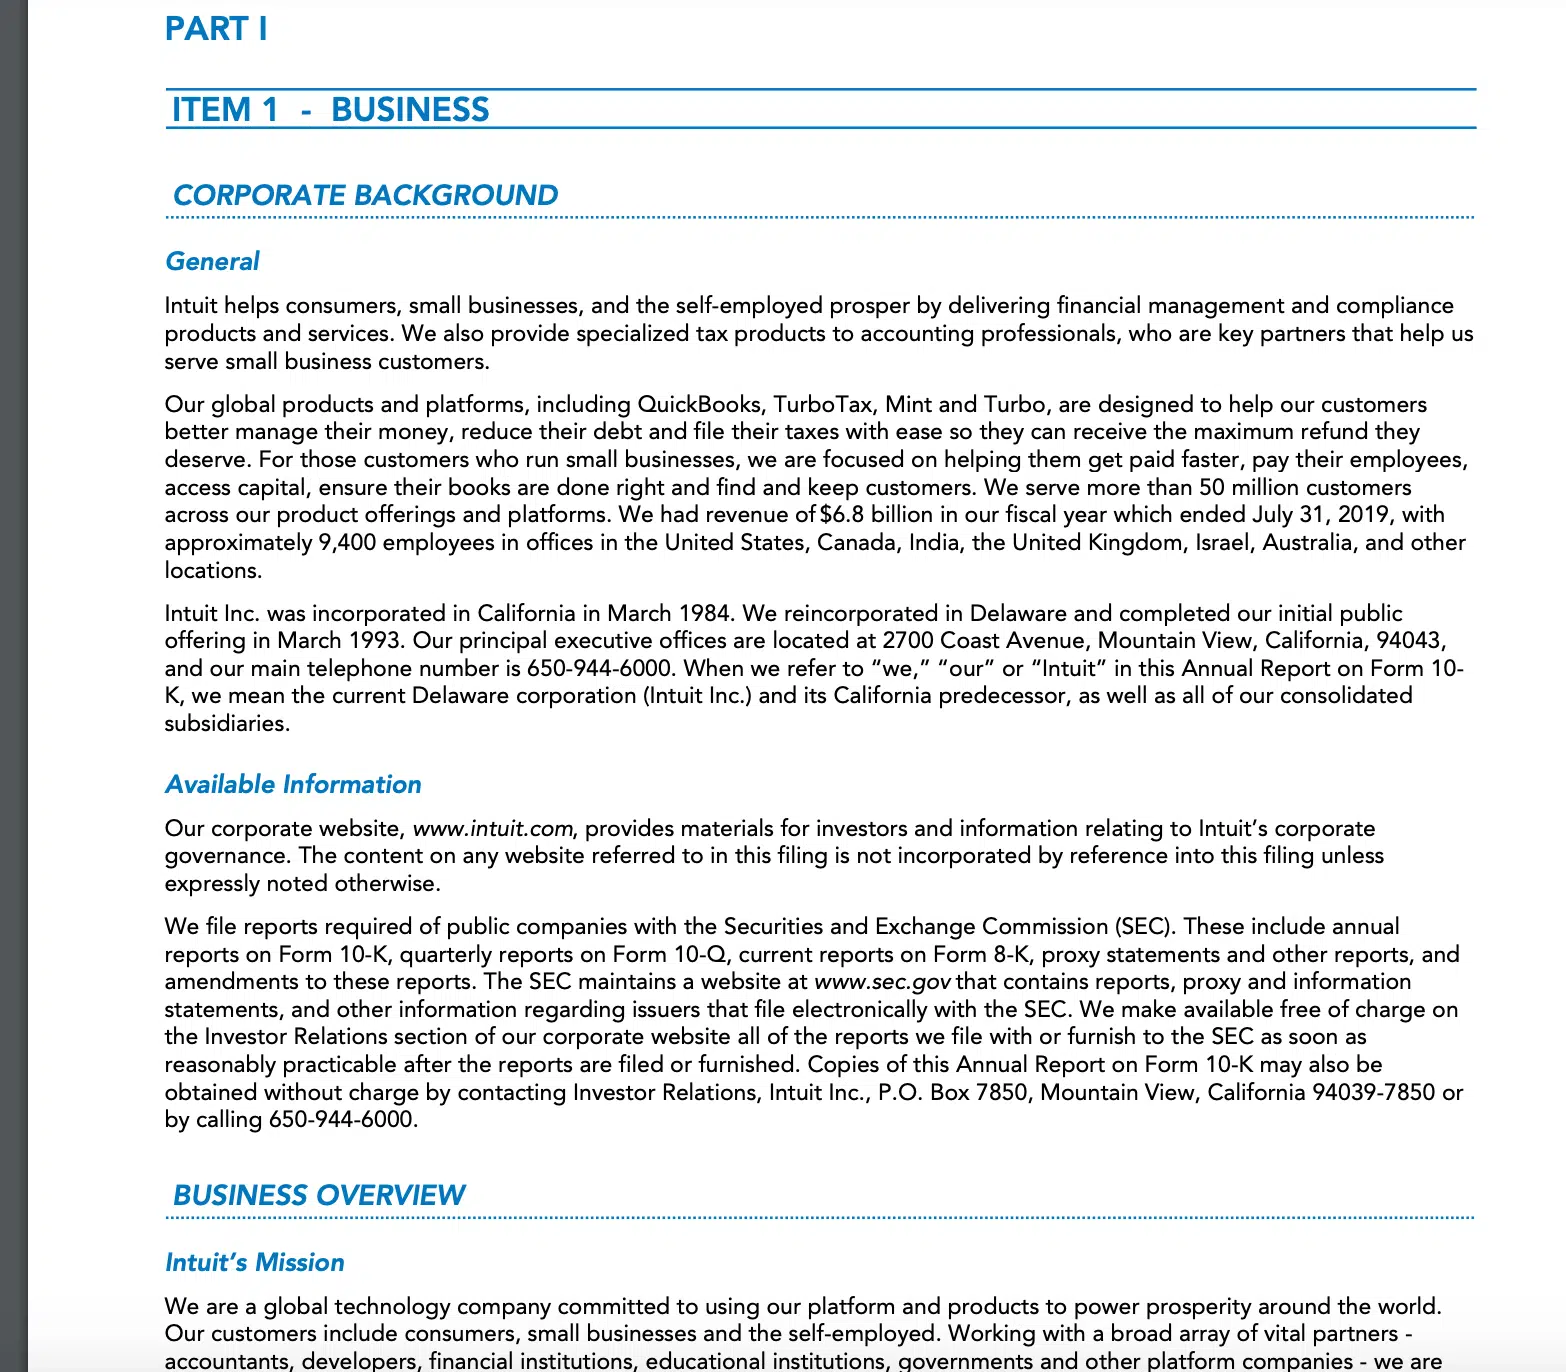 PART I
ITEM 1 - BUSINESS
CORPORATE BACKGROUND
General
Intuit helps consumers, small businesses, and the self-employed prosper by delivering financial management and compliance
products and services. We also provide specialized tax products to accounting professionals, who are key partners that help us
serve small business customers.
Our global products and platforms, including QuickBooks, TurboTax, Mint and Turbo, are designed to help our customers
better manage their money, reduce their debt and file their taxes with ease so they can receive the maximum refund they
deserve. For those customers who run small businesses, we are focused on helping them get paid faster, pay their employees,
access capital, ensure their books are done right and find and keep customers. We serve more than 50 million customers
across our product offerings and platforms. We had revenue of $6.8 billion in our fiscal year which ended July 31, 2019, with
approximately 9,400 employees in offices in the United States, Canada, India, the United Kingdom, Israel, Australia, and other
locations.
Intuit Inc. was incorporated in California in March 1984. We reincorporated in Delaware and completed our initial public
offering in March 1993. Our principal executive offices are located at 2700 Coast Avenue, Mountain View, California, 94043,
and our main telephone number is 650-944-6000. When we refer to “we,” “our” or “Intuit” in this Annual Report on Form 10-
K, we mean the current Delaware corporation (Intuit Inc.) and its California predecessor, as well as all of our consolidated
subsidiaries.
Available Information
Our corporate website, www.intuit.com, provides materials for investors and information relating to Intuit’s corporate
governance. The content on any website referred to in this filing is not incorporated by reference into this filing unless
expressly noted otherwise.
We file reports required of public companies with the Securities and Exchange Commission (SEC). These include annual
reports on Form 10-K, quarterly reports on Form 10-Q, current reports on Form 8-K, proxy statements and other reports, and
amendments to these reports. The SEC maintains a website at www.sec.gov that contains reports, proxy and information
statements, and other information regarding issuers that file electronically with the SEC. We make available free of charge on
the Investor Relations section of our corporate website all of the reports we file with or furnish to the SEC as soon as
reasonably practicable after the reports are filed or furnished. Copies of this Annual Report on Form 10-K may also be
obtained without charge by contacting Investor Relations, Intuit Inc., P.O. Box 7850, Mountain View, California 94039-7850 or
by calling 650-944-6000.
BUSINESS OVERVIEW
Intuit’s Mission
We are a global technology company committed to using our platform and products to power prosperity around the world.
Our customers include consumers, small businesses and the self-employed. Working with a broad array of vital partners -
accountants, developers, financial institutions, educational institutions, governments and other platform companies - we are